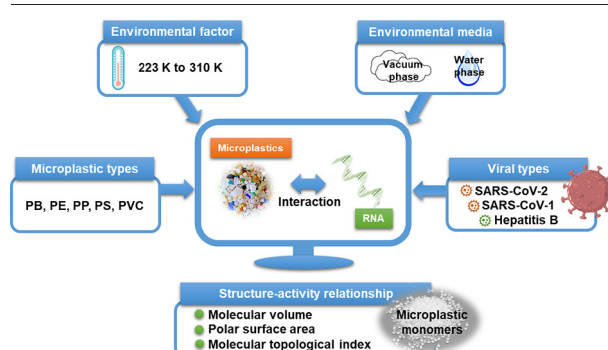 Environmental factor
223 K to 310 K
Environmental media
Vacuum
phase
Water
phase
Microplastic types
PB, PE, PP, PS, PVC
Microplastics
Interaction
RNA
Viral types
SARS-CoV-2
SARS-CoV-1
Hepatitis B
Structure-activity relationship
Molecular volume
Polar surface area
Molecular topological index
Microplastic
monomers